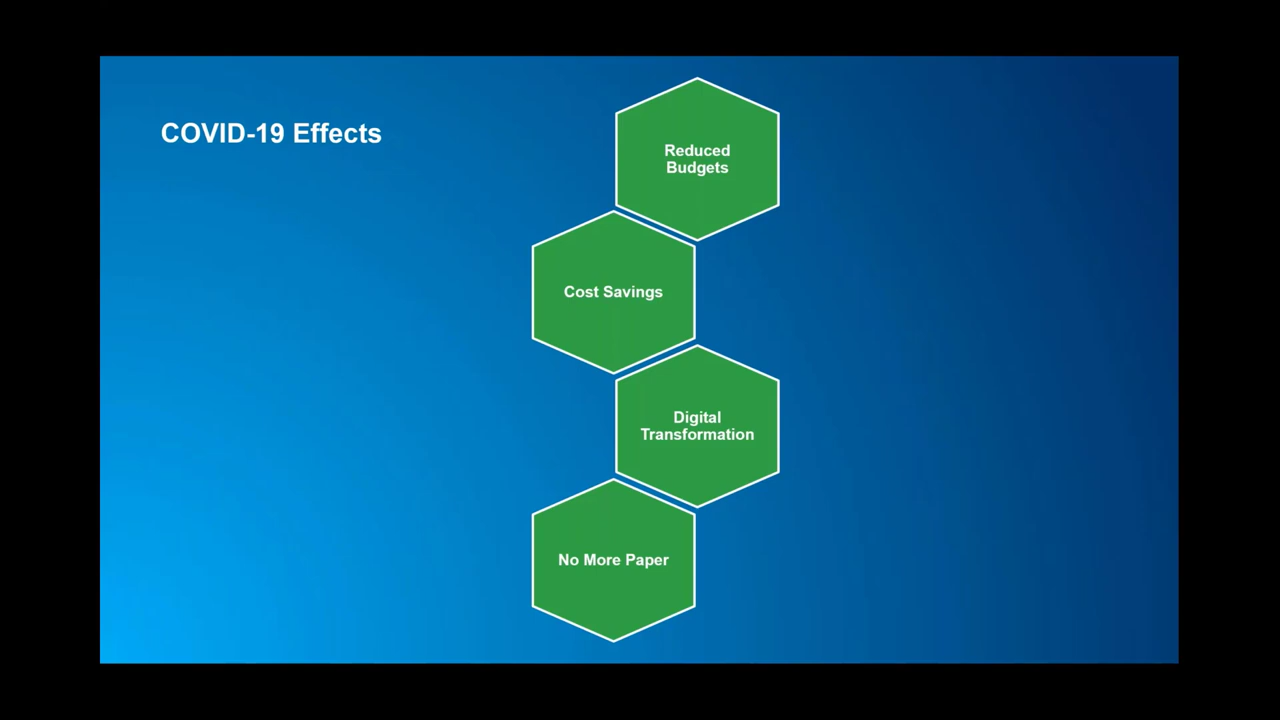 COVID-19 Effects
Reduced
Budgets
Cost Savings
Digital
Transformation
No More Paper